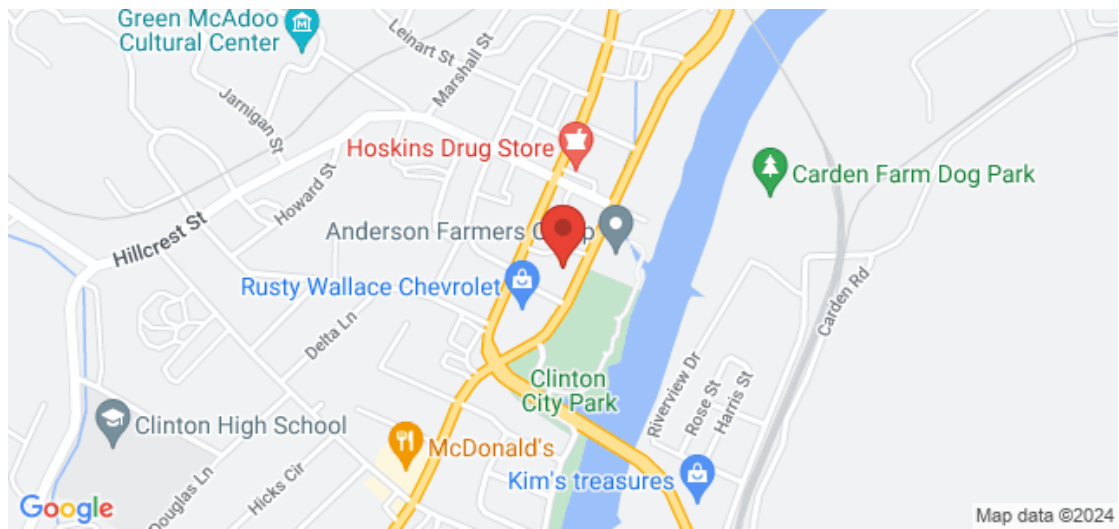 Green McAdoo
Cultural Center
Leinart St
Marshall St
Jarnigan St
Howard St
Hoskins Drug Store
Carden Farm Dog Park
Hillcrest St
Anderson Farmers
Rusty Wallace Chevrolet
Delta Ln
Carden Rd
Riverview Dr
Rose St
Harris St
Clinton
City Park
Clinton High School
McDonald's
Kim's treasures
Douglas Ln
Hicks Cir
Google
Map data ©2024